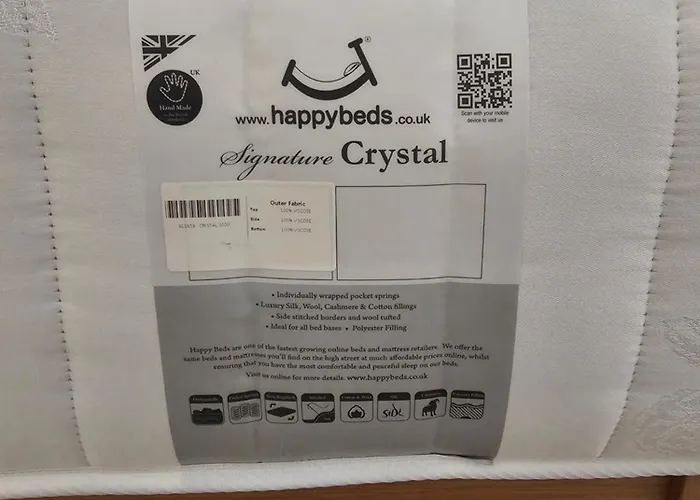 UK
Hand Made
www.happybeds.co.uk
Scan with your mobile
device to visit us
Signature Crystal
Outer Fabric
Top 100% VISCOSE
Side 100% VISCOSE
Bottom 100% VISCOSE
CRYSTAL
• Individually wrapped pocket springs
• Luxury Silk, Wool, Cashmere & Cotton fillings
• Side stitched borders and wool tufted
• Ideal for all bed bases • Polyester Filling
Happy Beds are one of the fastest growing online beds and mattress retailers. We offer the
same beds and mattresses you'll find on the high street at much affordable prices online, whilst
ensuring that you have the most comfortable and peaceful sleep on our beds.
Visit us online for more details. www.happybeds.co.uk
SILK